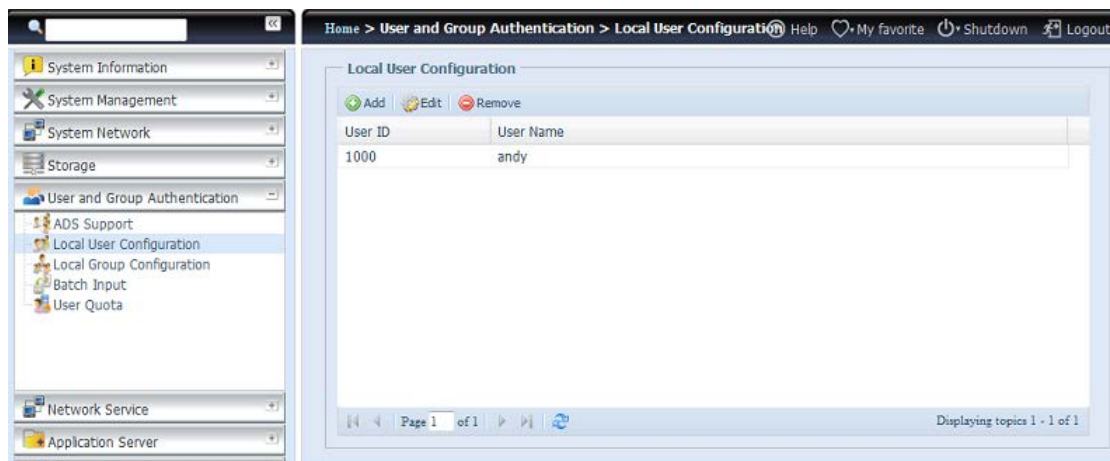 Home > User and Group Authentication > Local User Configuration
Help My favorite Shutdown Logout
System Information
System Management
System Network
Storage
User and Group Authentication
ADS Support
Local User Configuration
Local Group Configuration
Batch Input
User Quota
Network Service
Application Server
Local User Configuration
Add Edit Remove
User ID User Name
1000 andy
Page 1 of 1 Displaying topics 1 - 1 of 1